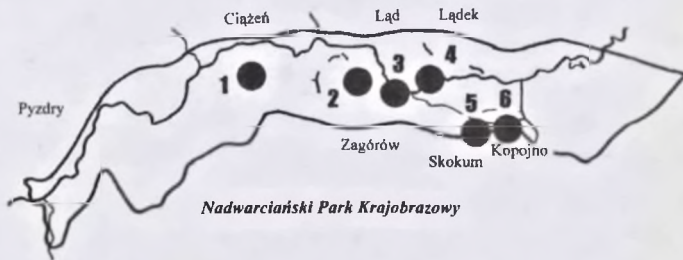 Ciążeń Ląd Lądek
1 2 3 4
Pyzdry
5 6
Zagórów Skokum Kopojno
Nadwarciański Park Krajobrazowy